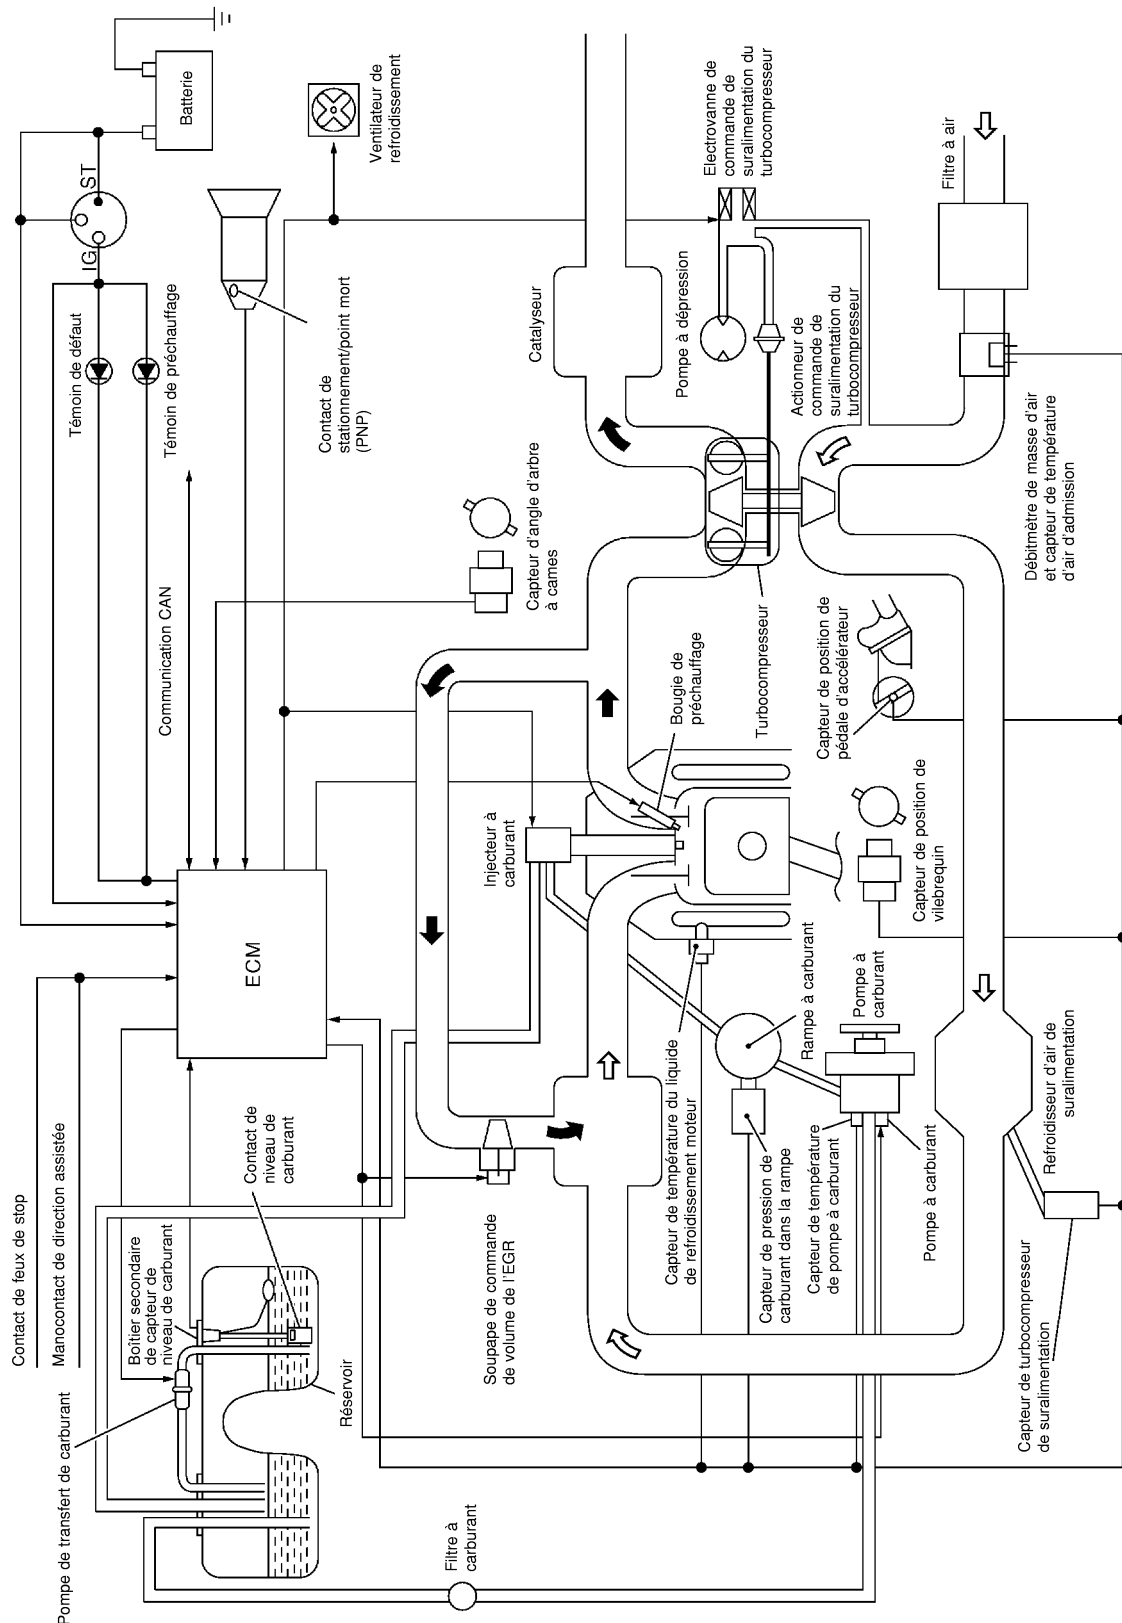 Contact de feux de stop
Manocontact de direction assistée
Boîtier secondaire
de capteur de
niveau de carburant
Pompe de transfert de carburant
Contact de
niveau de
carburant
Réservoir
Filtre à
carburant
ECM
Communication CAN
Témoin de défaut
Témoin de préchauffage
IG
ST
Batterie
Contact de
stationnement/point mort
(PNP)
Ventilateur de
refroidissement
Capteur d'angle d'arbre
à cames
Injecteur à
carburant
Soupape de commande
de volume de l'EGR
Catalyseur
Bougie de
préchauffage
Turbocompresseur
Pompe à dépression
Electrovanne de
commande de
suralimentation du
turbocompresseur
Actionneur de
commande de
suralimentation du
turbocompresseur
Filtre à air
Débitmètre de masse d'air
et capteur de température
d'air d'admission
Capteur de position de
pédale d'accélérateur
Capteur de position de
vilebrequin
Capteur de température du liquide
de refroidissement moteur
Rampe à carburant
Capteur de pression de
carburant dans la rampe
Pompe à
carburant
Capteur de température
de pompe à carburant
Pompe à carburant
Refroidisseur d'air de
suralimentation
Capteur de turbocompresseur
de suralimentation